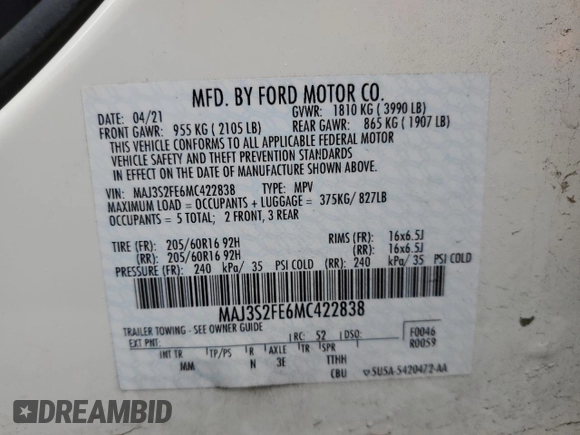 MFD. BY FORD MOTOR CO.
DATE: 04/21 GVWR: 1810 KG ( 3990 LB)
FRONT GAWR: 955 KG ( 2105 LB) REAR GAWR: 865 KG ( 1907 LB)
THIS VEHICLE CONFORMS TO ALL APPLICABLE FEDERAL MOTOR
VEHICLE SAFETY AND THEFT PREVENTION STANDARDS
IN EFFECT ON THE DATE OF MANUFACTURE SHOWN ABOVE.
VIN: MAJ3S2FE6MC422838 TYPE: MPV
MAXIMUM LOAD = OCCUPANTS + LUGGAGE = 375KG/ 827LB
OCCUPANTS = 5 TOTAL; 2 FRONT, 3 REAR
TIRE (FR): 205/60R16 92H RIMS (FR): 16x6.5J
(RR): 205/60R16 92H (RR): 16x6.5J
PRESSURE (FR): 240 kPa/ 35 PSI COLD (RR): 240 kPa/ 35 PSI COLD
MAJ3S2FE6MC422838
TRAILER TOWING - SEE OWNER GUIDE
EXT PNT: RC: 52 DSO: F0046
R0059
INT TR TP/PS R AXLE TR SPR
MM N 3E TTHH
CBU ▽SU5A-5420472-AA
DREAMBID